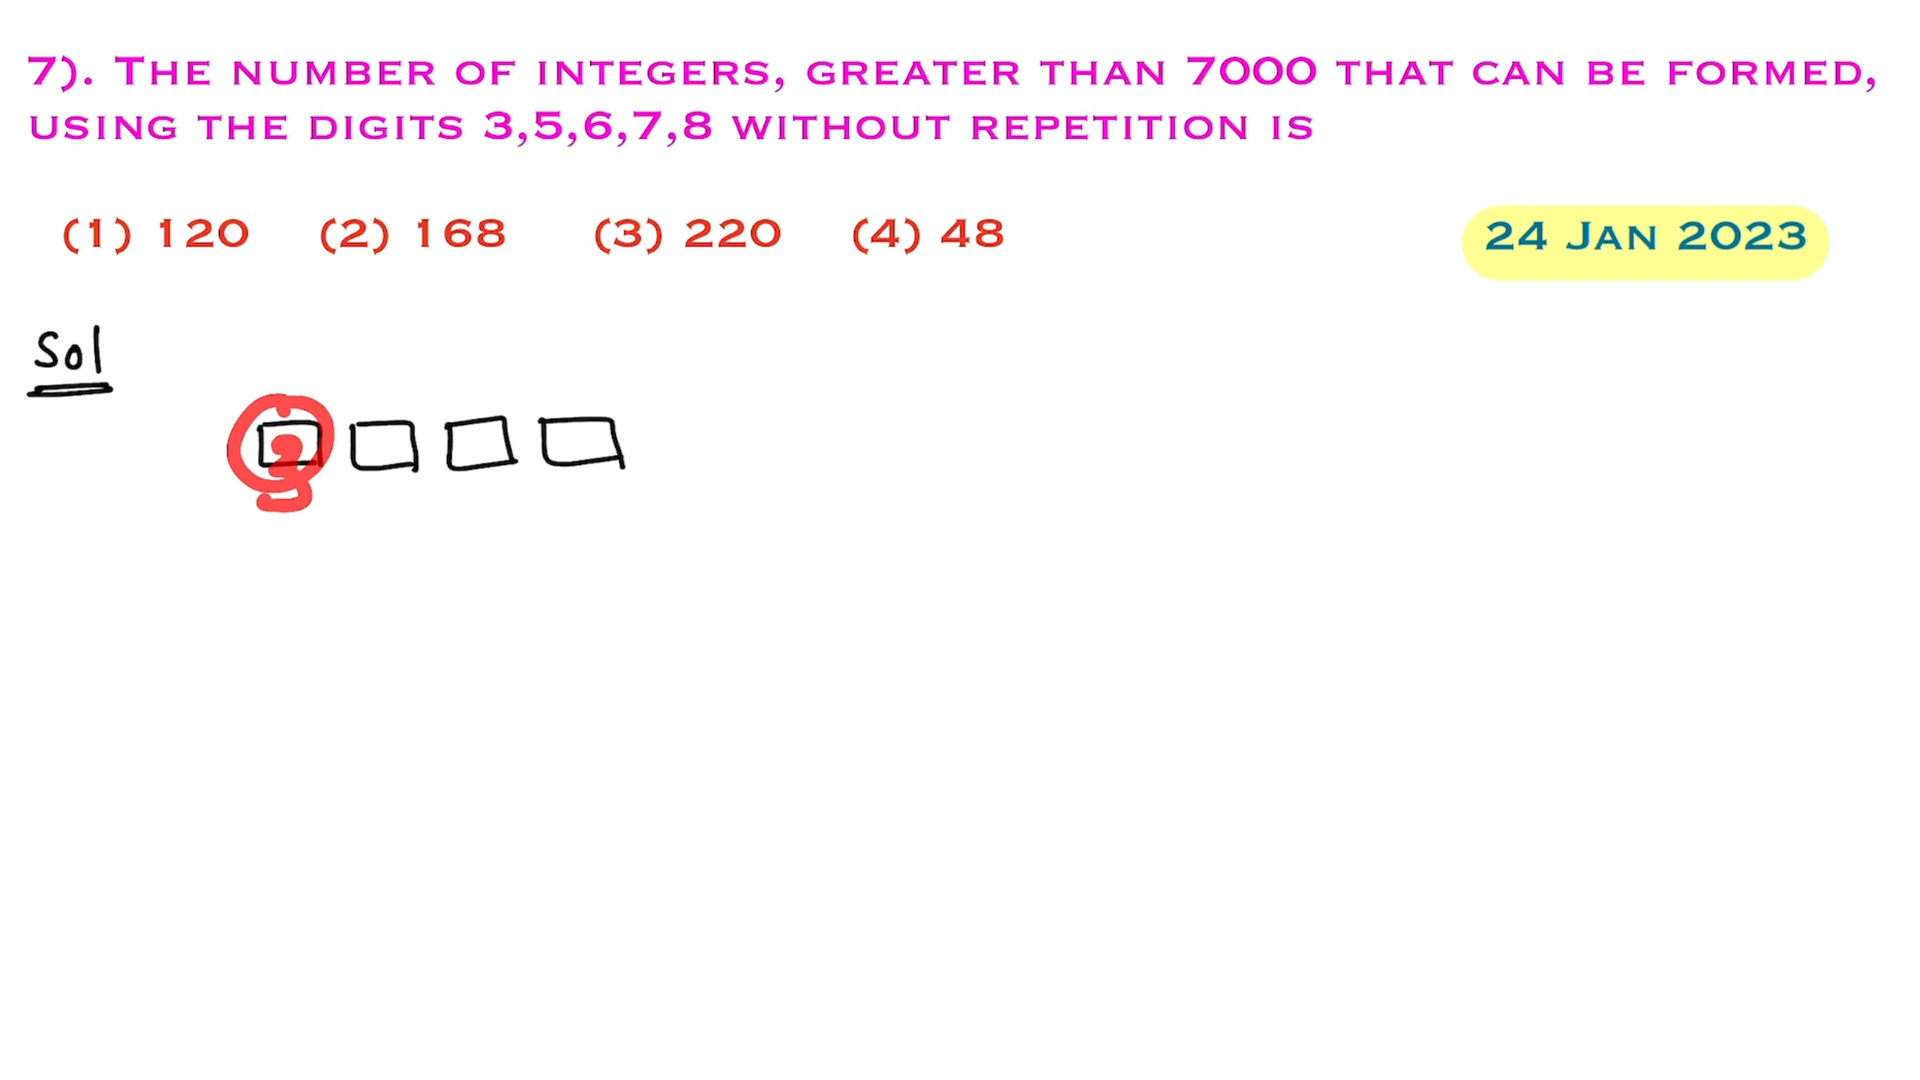 7). THE NUMBER OF INTEGERS, GREATER THAN 7000 THAT CAN BE FORMED,
USING THE DIGITS 3,5,6,7,8 WITHOUT REPETITION IS
(1) 120 (2) 168 (3) 220 (4) 48
24 JAN 2023
Sol